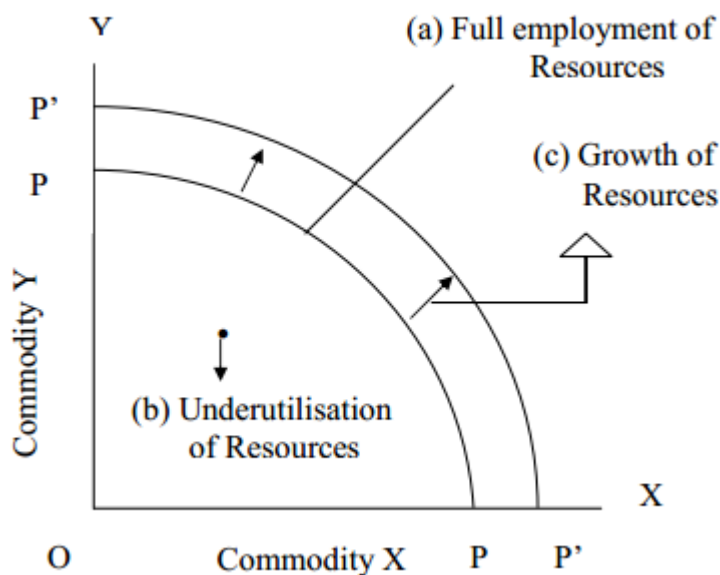 Y
(a) Full employment of
Resources
P’
(c) Growth of
Resources
P
Commodity Y
(b) Underutilisation
of Resources
X
O
Commodity X
P
P’